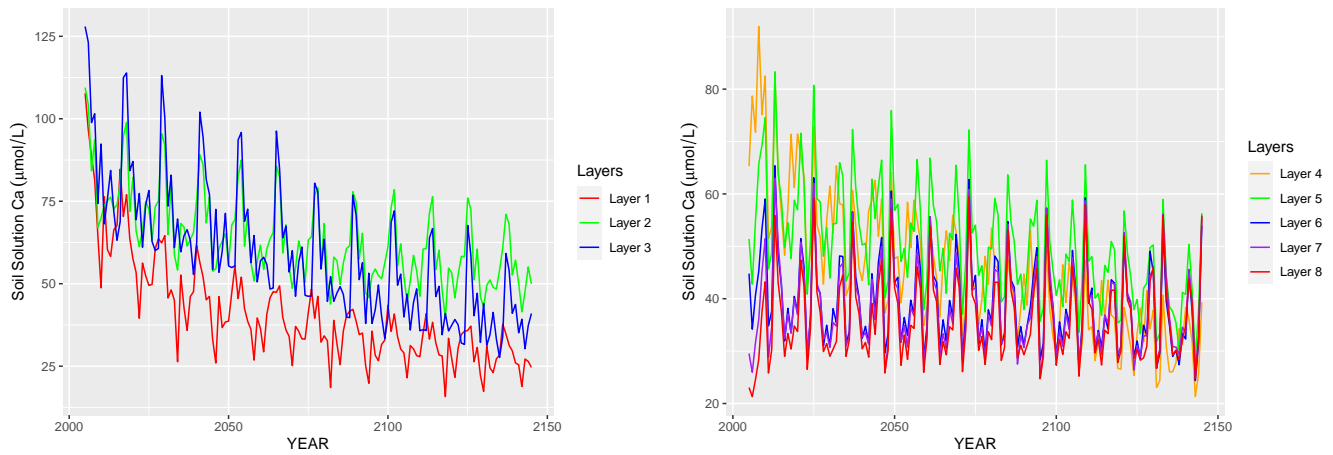 Soil Solution Ca (μmol/L)
125
100
75
50
25
2000
2050
2100
2150
YEAR
Layers
Layer 1
Layer 2
Layer 3
Soil Solution Ca (μmol/L)
80
60
40
20
2000
2050
2100
2150
YEAR
Layers
Layer 4
Layer 5
Layer 6
Layer 7
Layer 8